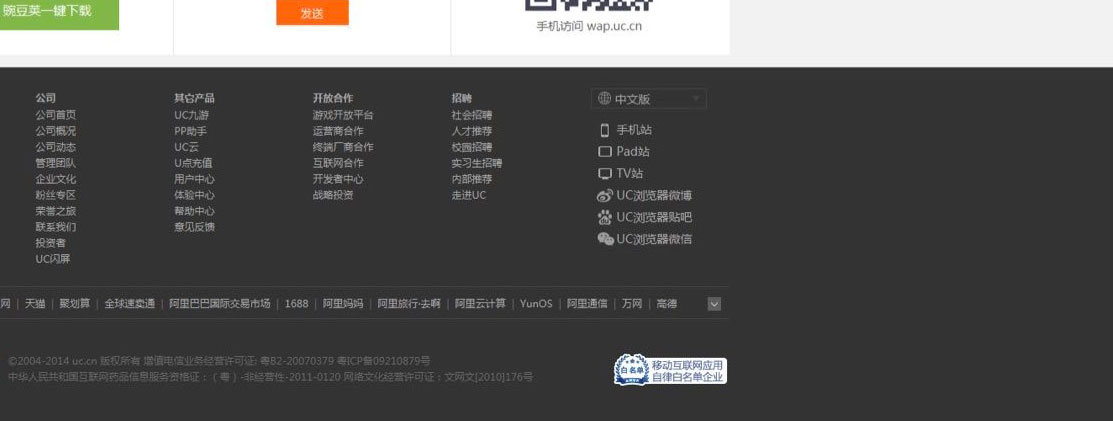 豌豆荚一键下载
发送
手机访问 wap.uc.cn
公司
公司首页
公司概况
公司动态
管理团队
企业文化
粉丝专区
荣誉之旅
联系我们
投资者
UC闪屏
其它产品
UC九游
PP助手
UC云
U点充值
用户中心
体验中心
帮助中心
意见反馈
开放合作
游戏开放平台
运营商合作
终端厂商合作
互联网合作
开发者中心
战略投资
招聘
社会招聘
人才推荐
校园招聘
实习生招聘
内部推荐
走进UC
中文版
手机站
Pad站
TV站
UC浏览器微博
UC浏览器贴吧
UC浏览器微信
网 | 天猫 | 聚划算 | 全球速卖通 | 阿里巴巴国际交易市场 | 1688 | 阿里妈妈 | 阿里旅行·去啊 | 阿里云计算 | YunOS | 阿里通信 | 万网 | 高德
©2004-2014 uc.cn 版权所有 增值电信业务经营许可证: 粤B2-20070379 粤ICP备09210879号
中华人民共和国互联网药品信息服务资格证：（粤）-非经营性-2011-0120 网络文化经营许可证：文网文[2010]176号
白名单
移动互联网应用
自律白名单企业